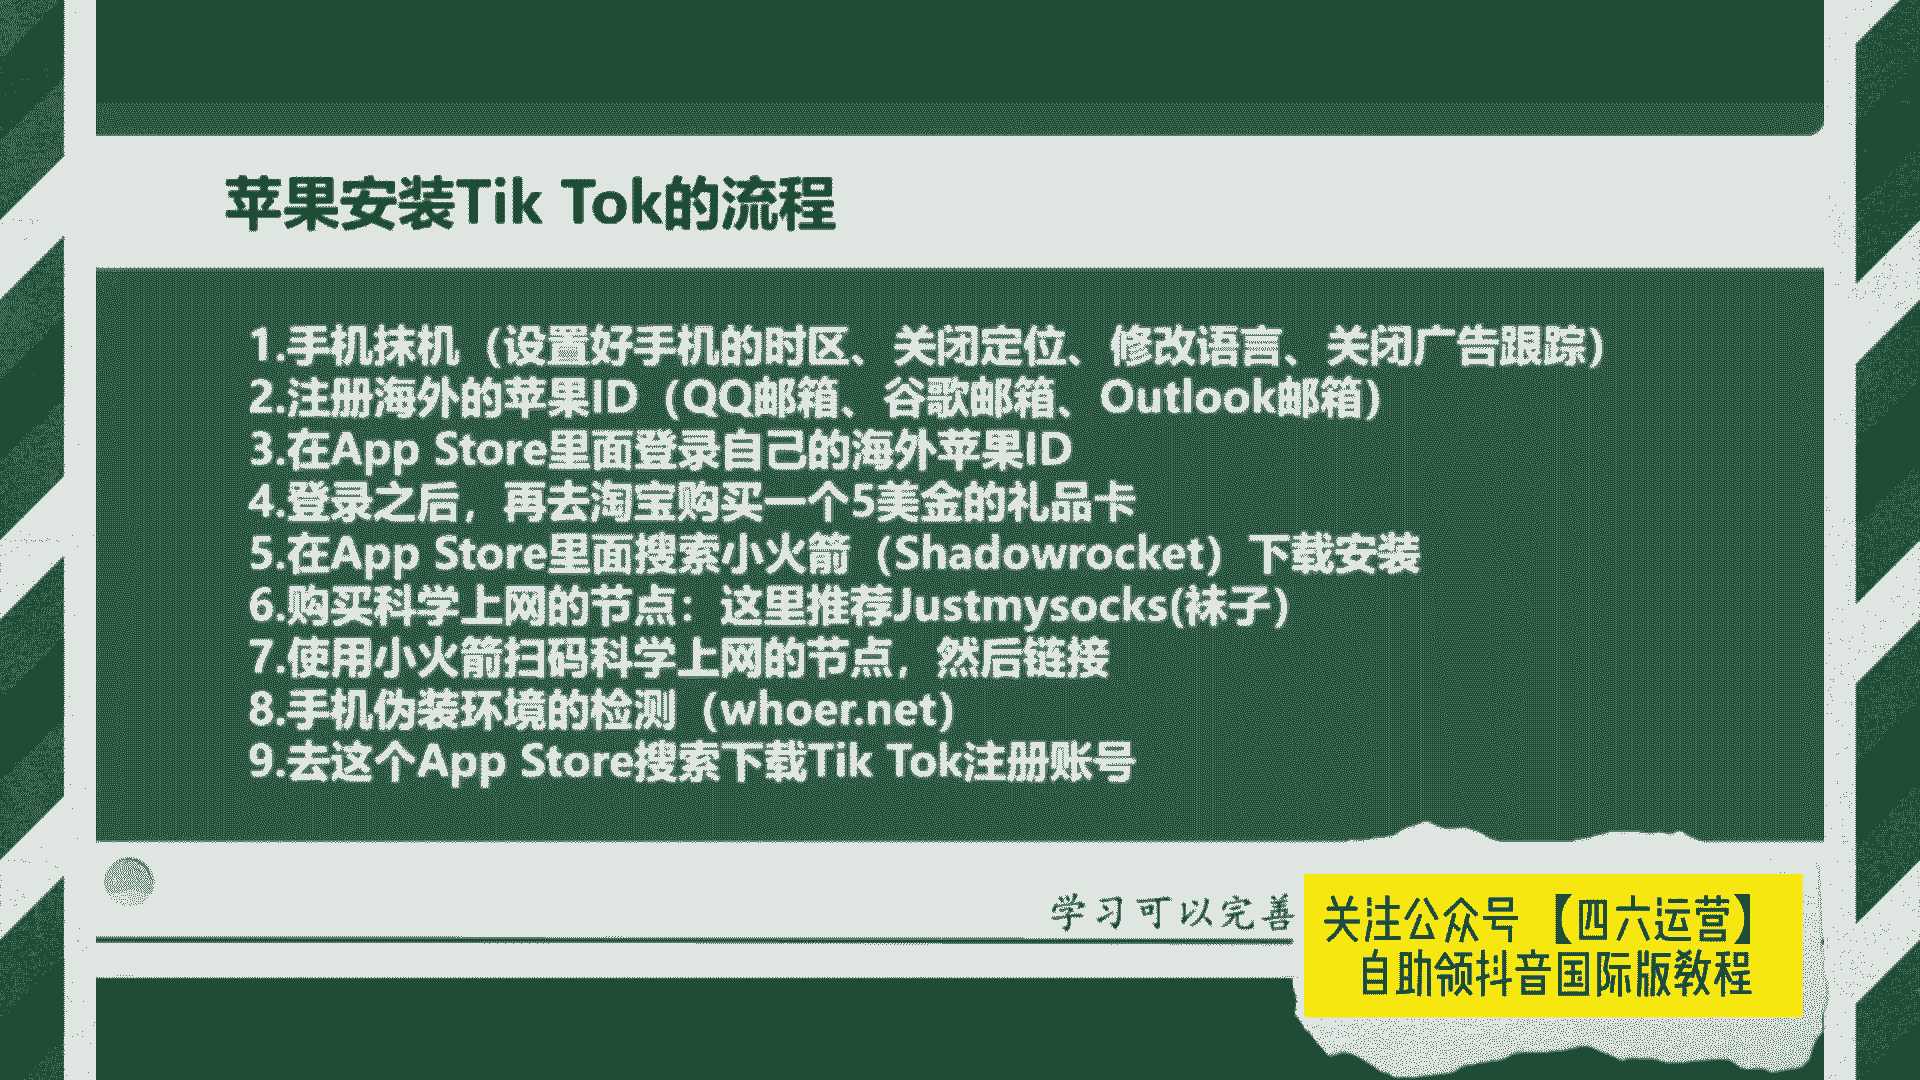 苹果安装Tik Tok的流程
1.手机抹机（设置好手机的时区、关闭定位、修改语言、关闭广告跟踪）
2.注册海外的苹果ID（QQ邮箱、谷歌邮箱、Outlook邮箱）
3.在App Store里面登录自己的海外苹果ID
4.登录之后，再去淘宝购买一个5美金的礼品卡
5.在App Store里面搜索小火箭（Shadowrocket）下载安装
6.购买科学上网的节点：这里推荐Justmysocks(袜子)
7.使用小火箭扫码科学上网的节点，然后链接
8.手机伪装环境的检测（whoer.net）
9.去这个App Store搜索下载Tik Tok注册账号
学习可以完善
关注公众号【四六运营】
自助领抖音国际版教程